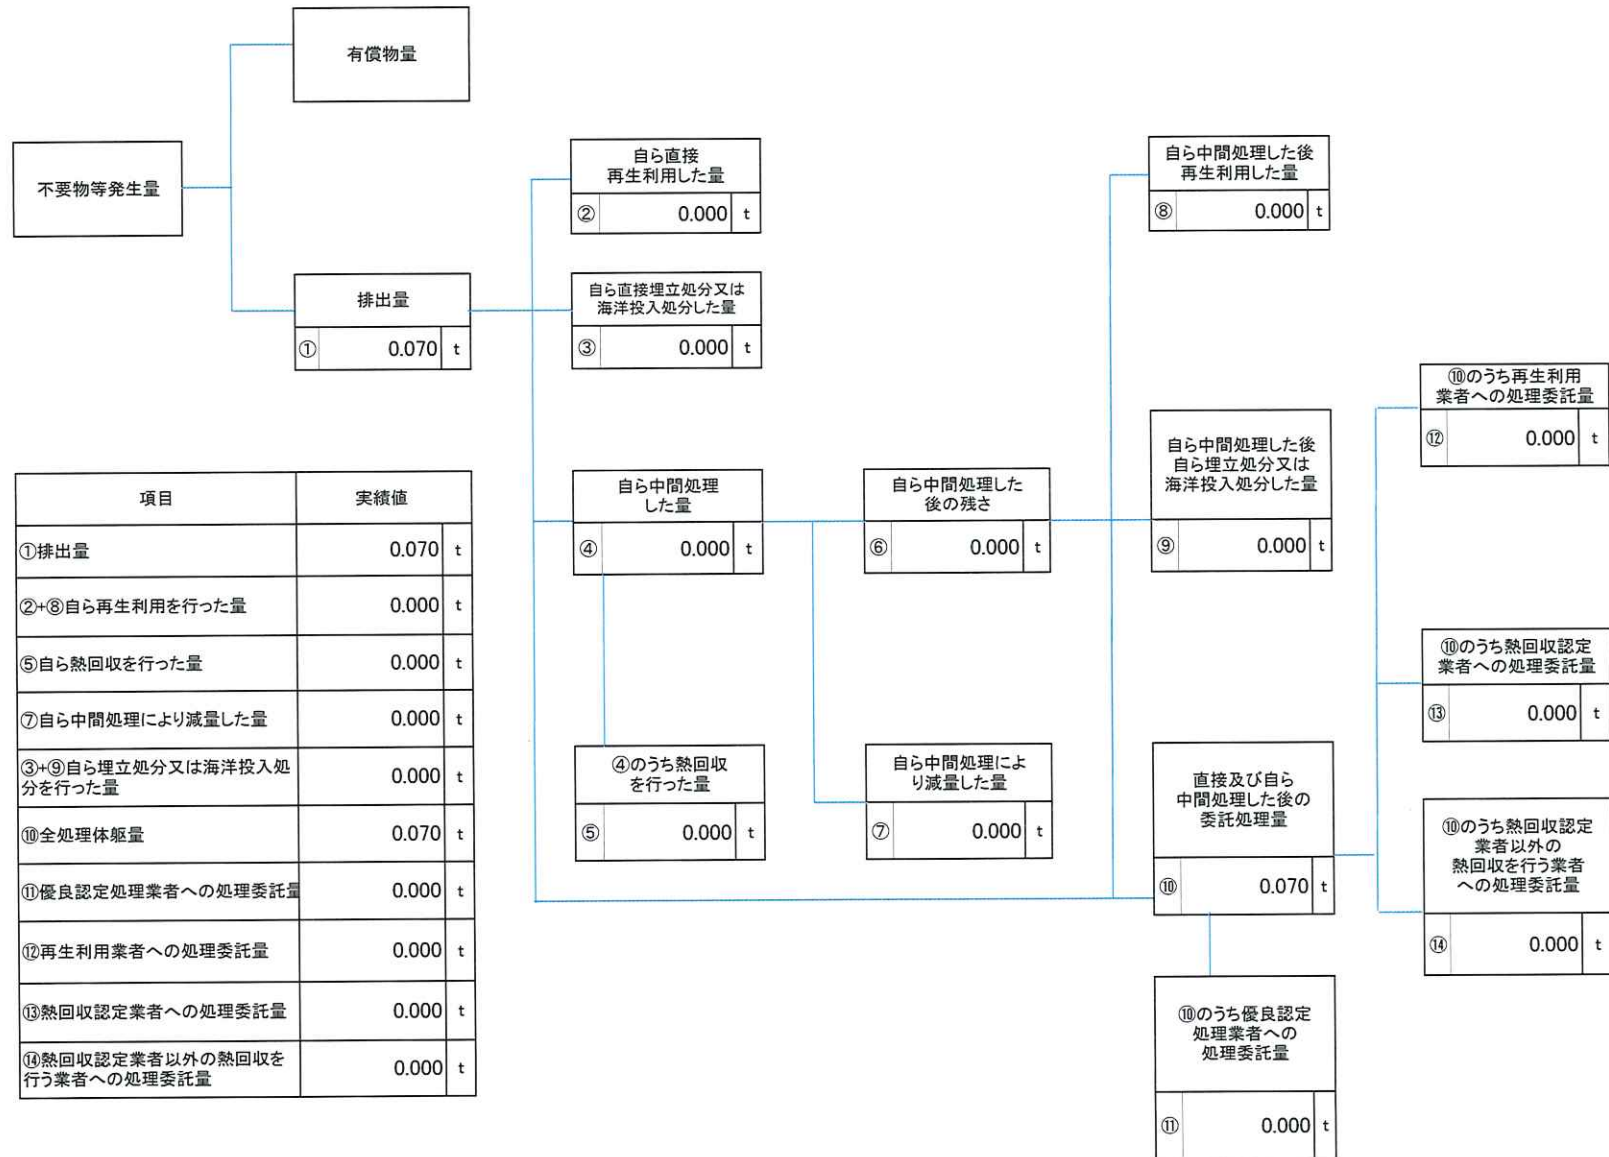 有償物量
不要物等発生量
排出量
① 0.070 t
自ら直接
再生利用した量
② 0.000 t
自ら直接埋立処分又は
海洋投入処分した量
③ 0.000 t
自ら中間処理
した量
④ 0.000 t
④のうち熱回収
を行った量
⑤ 0.000 t
自ら中間処理した
後の残さ
⑥ 0.000 t
自ら中間処理によ
り減量した量
⑦ 0.000 t
自ら中間処理した後
再生利用した量
⑧ 0.000 t
自ら中間処理した後
自ら埋立処分又は
海洋投入処分した量
⑨ 0.000 t
直接及び自ら
中間処理した後の
委託処理量
⑩ 0.070 t
⑩のうち優良認定
処理業者への
処理委託量
⑪ 0.000 t
⑩のうち再生利用
業者への処理委託量
⑫ 0.000 t
⑩のうち熱回収認定
業者への処理委託量
⑬ 0.000 t
⑩のうち熱回収認定
業者以外の
熱回収を行う業者
への処理委託量
⑭ 0.000 t
項目 実績値
①排出量 0.070 t
②+⑧自ら再生利用を行った量 0.000 t
⑤自ら熱回収を行った量 0.000 t
⑦自ら中間処理により減量した量 0.000 t
③+⑨自ら埋立処分又は海洋投入処
分を行った量 0.000 t
⑩全処理体躯量 0.070 t
⑪優良認定処理業者への処理委託量 0.000 t
⑫再生利用業者への処理委託量 0.000 t
⑬熱回収認定業者への処理委託量 0.000 t
⑭熱回収認定業者以外の熱回収を
行う業者への処理委託量 0.000 t